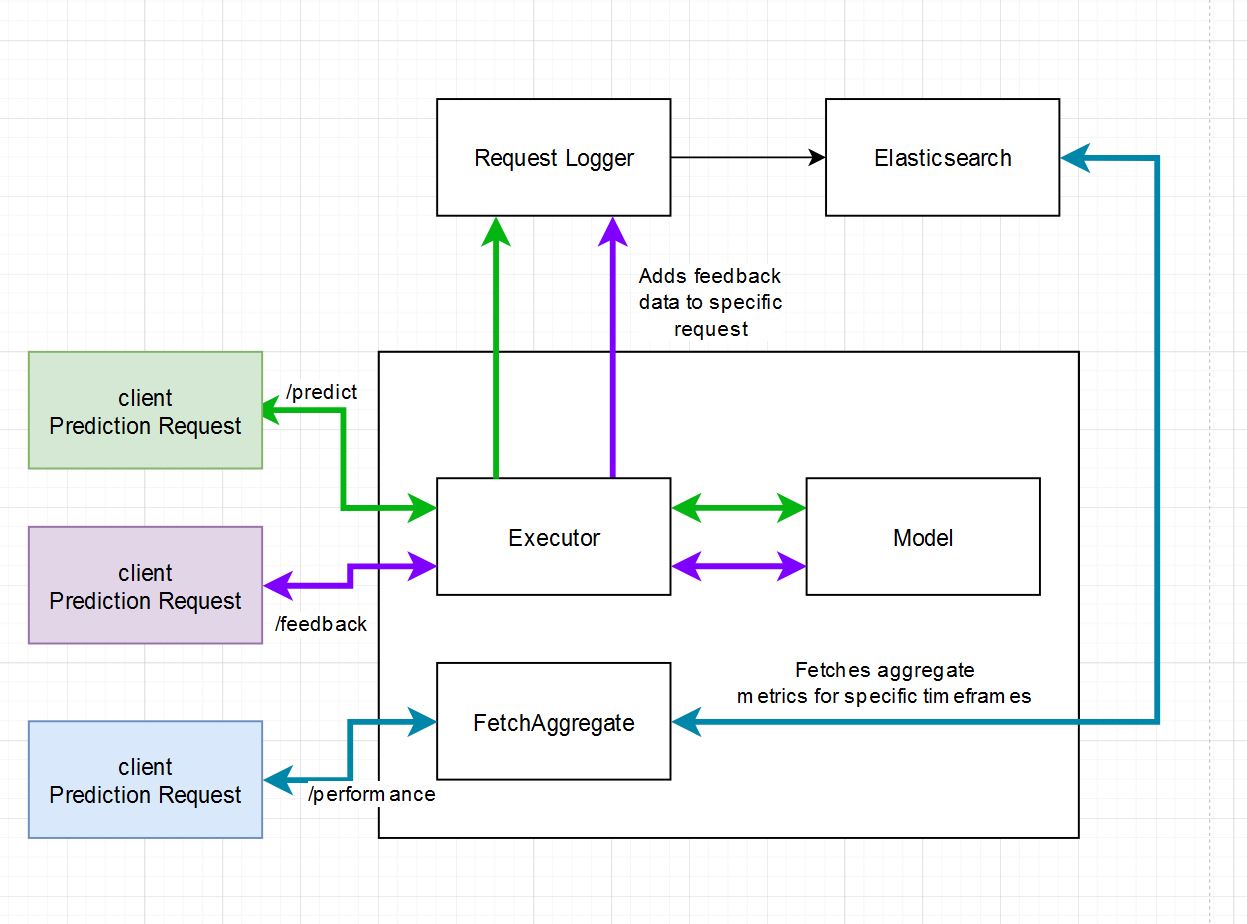 Request Logger
Elasticsearch
Adds feedback
data to specific
request
client
Prediction Request
/predict
Executor
Model
client
Prediction Request
/feedback
Fetches aggregate
metrics for specific timeframes
FetchAggregate
client
Prediction Request
/performance